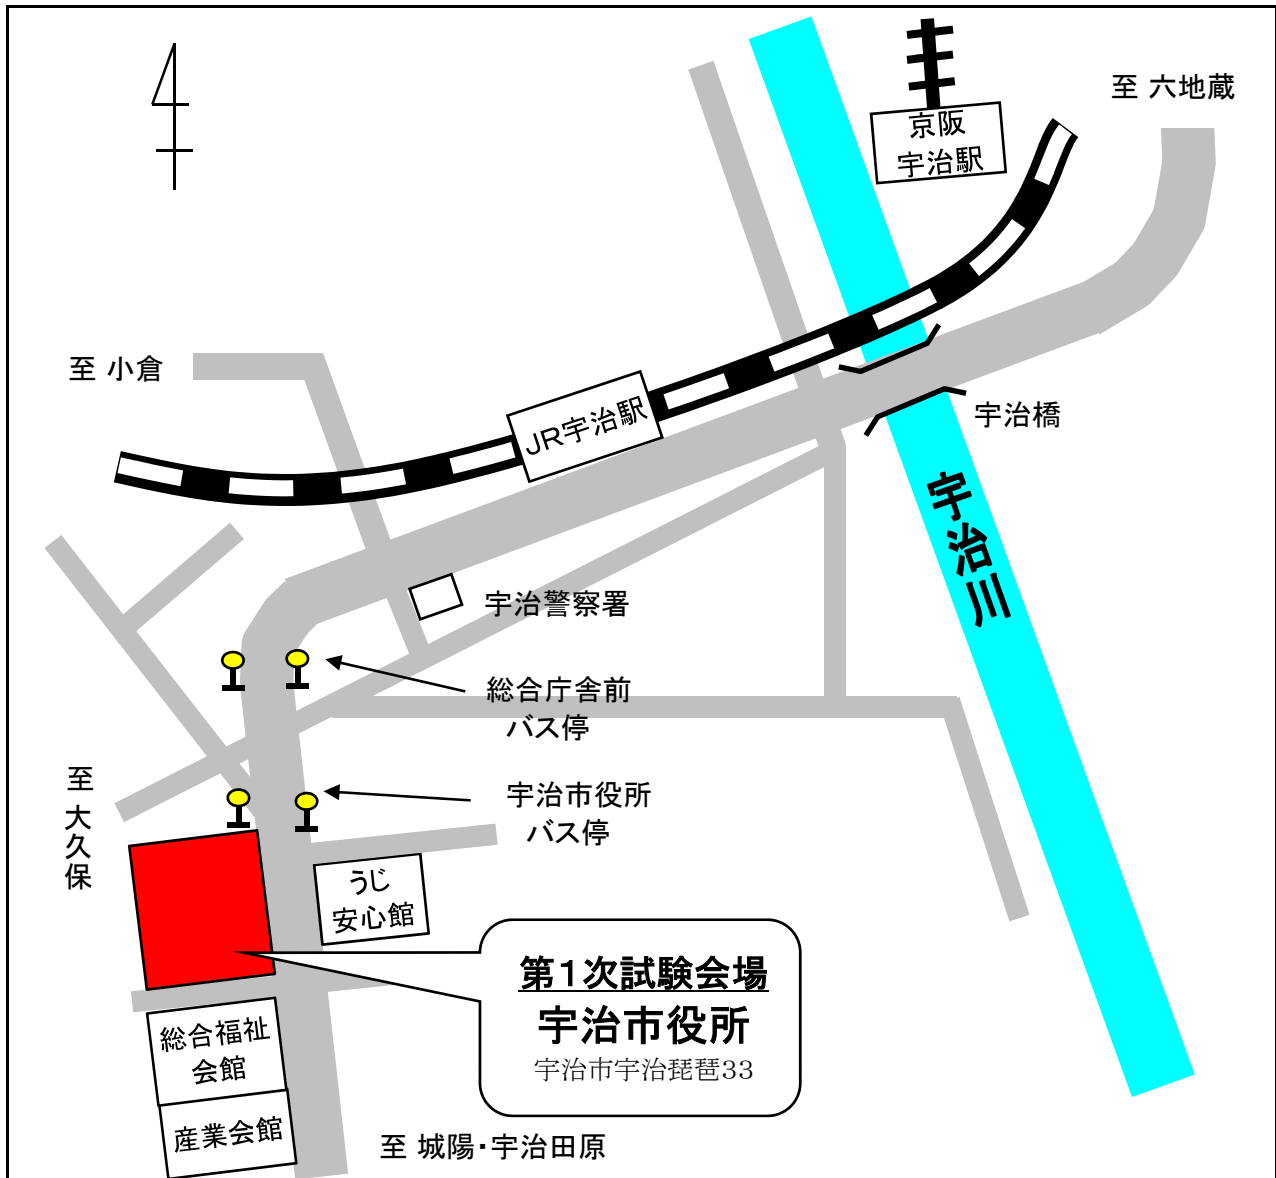 至 六地蔵
京阪
宇治駅
至 小倉
JR宇治駅
宇治橋
宇治川
宇治警察署
総合庁舎前
バス停
至 大久保
宇治市役所
バス停
うじ
安心館
第1次試験会場
宇治市役所
宇治市宇治琵琶33
総合福祉
会館
産業会館
至 城陽・宇治田原